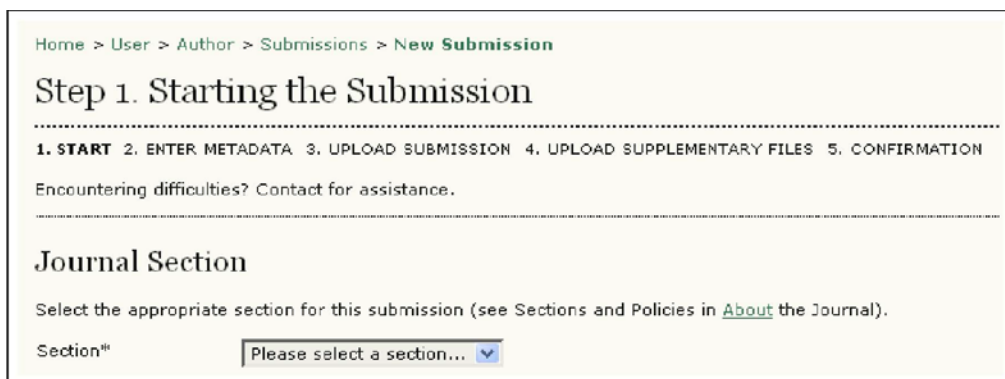 Home > User > Author > Submissions > New Submission
Step 1. Starting the Submission
1. START 2. ENTER METADATA 3. UPLOAD SUBMISSION 4. UPLOAD SUPPLEMENTARY FILES 5. CONFIRMATION
Encountering difficulties? Contact for assistance.
Journal Section
Select the appropriate section for this submission (see Sections and Policies in About the Journal).
Section* Please select a section...